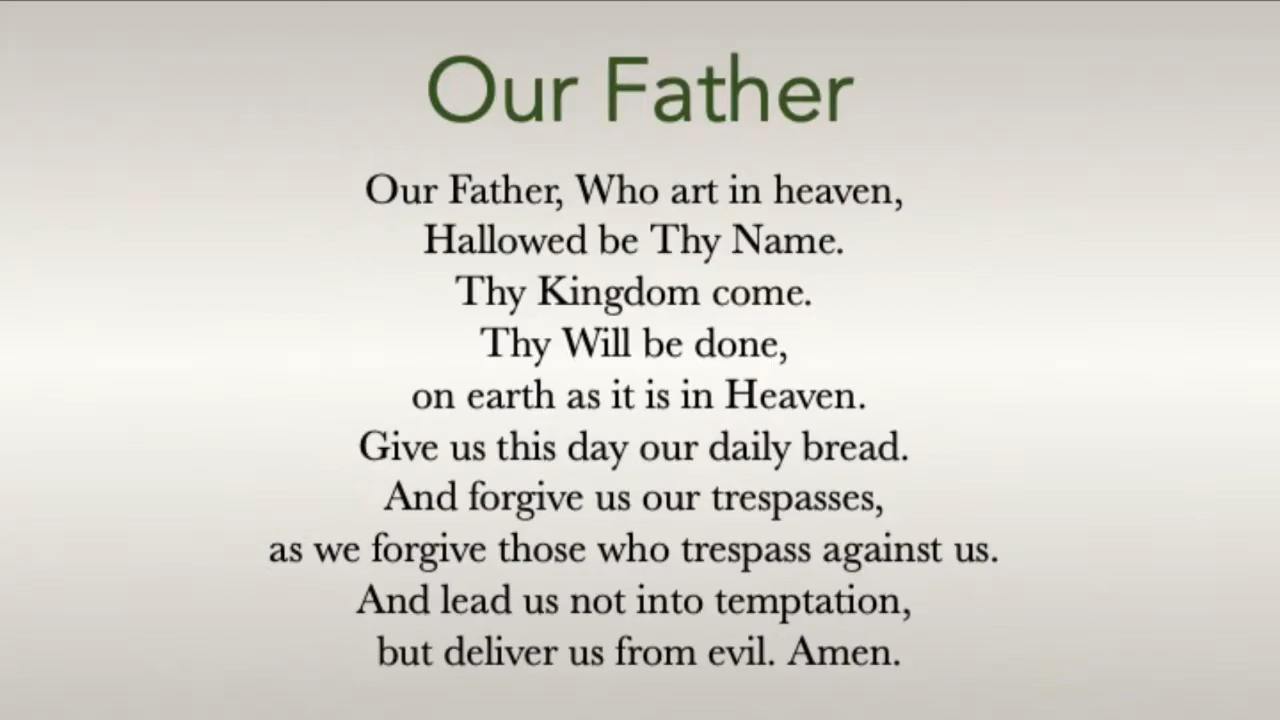 Our Father
Our Father, Who art in heaven,
Hallowed be Thy Name.
Thy Kingdom come.
Thy Will be done,
on earth as it is in Heaven.
Give us this day our daily bread.
And forgive us our trespasses,
as we forgive those who trespass against us.
And lead us not into temptation,
but deliver us from evil. Amen.